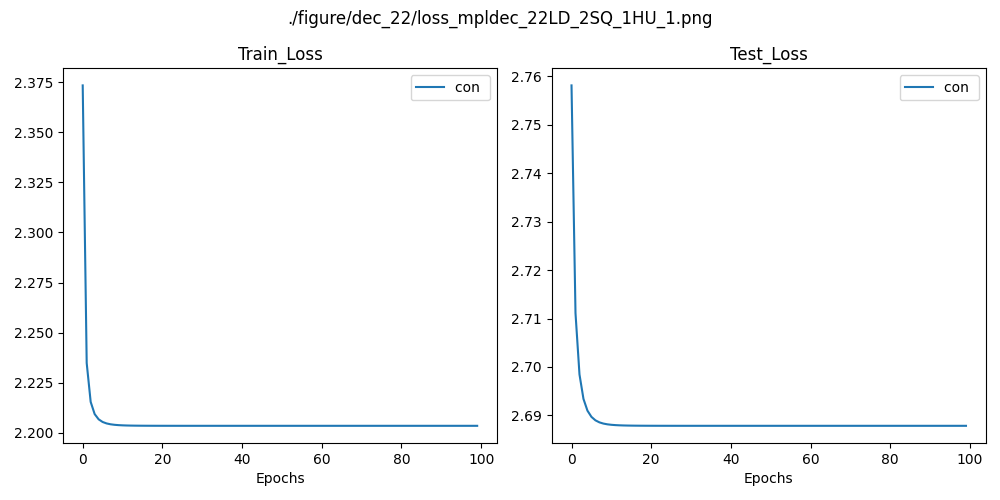 ./figure/dec_22/loss_mpldec_22LD_2SQ_1HU_1.png
Train_Loss
con
2.375
2.350
2.325
2.300
2.275
2.250
2.225
2.200
0 20 40 60 80 100
Epochs
Test_Loss
con
2.76
2.75
2.74
2.73
2.72
2.71
2.70
2.69
0 20 40 60 80 100
Epochs